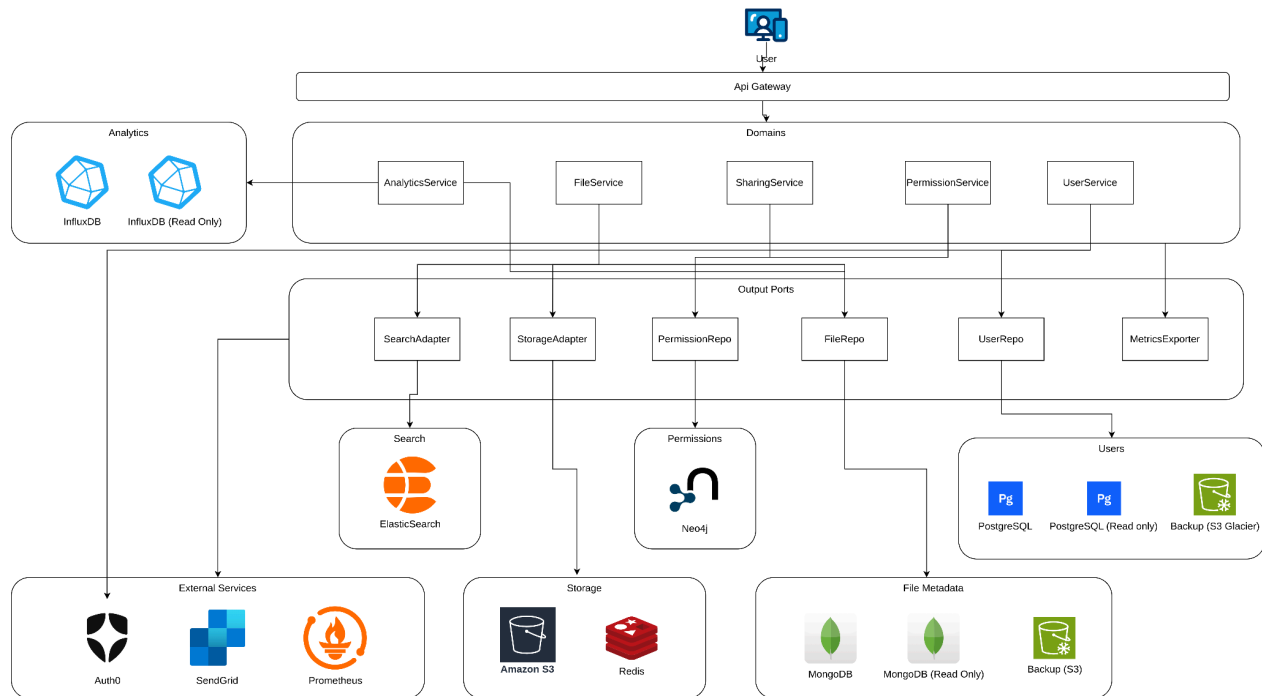 User
Api Gateway
Analytics
Domains
AnalyticsService
FileService
SharingService
PermissionService
UserService
InfluxDB
InfluxDB (Read Only)
Output Ports
SearchAdapter
StorageAdapter
PermissionRepo
FileRepo
UserRepo
MetricsExporter
Search
Permissions
Users
Pg
Pg
PostgreSQL
PostgreSQL (Read only)
Backup (S3 Glacier)
ElasticSearch
Neo4j
External Services
Storage
File Metadata
Auth0
SendGrid
Prometheus
Amazon S3
Redis
MongoDB
MongoDB (Read Only)
Backup (S3)